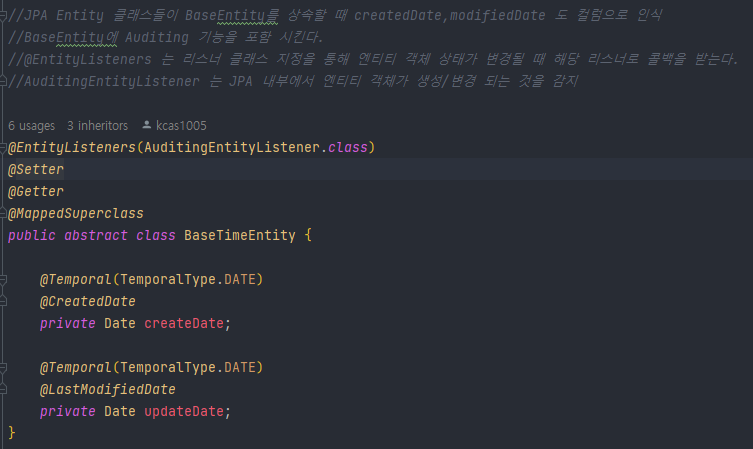 //JPA Entity 클래스들이 BaseEntity를 상속할 때 createdDate,modifiedDate 도 컬럼으로 인식
//BaseEntity에 Auditing 기능을 포함 시킨다.
//@EntityListeners 는 리스너 클래스 지정을 통해 엔티티 객체 상태가 변경될 때 해당 리스너로 콜백을 받는다.
//AuditingEntityListener 는 JPA 내부에서 엔티티 객체가 생성/변경 되는 것을 감지
6 usages 3 inheritors kcas1005
@EntityListeners(AuditingEntityListener.class)
@Setter
@Getter
@MappedSuperclass
public abstract class BaseTimeEntity {
@Temporal(TemporalType.DATE)
@CreatedDate
private Date createDate;
@Temporal(TemporalType.DATE)
@LastModifiedDate
private Date updateDate;
}